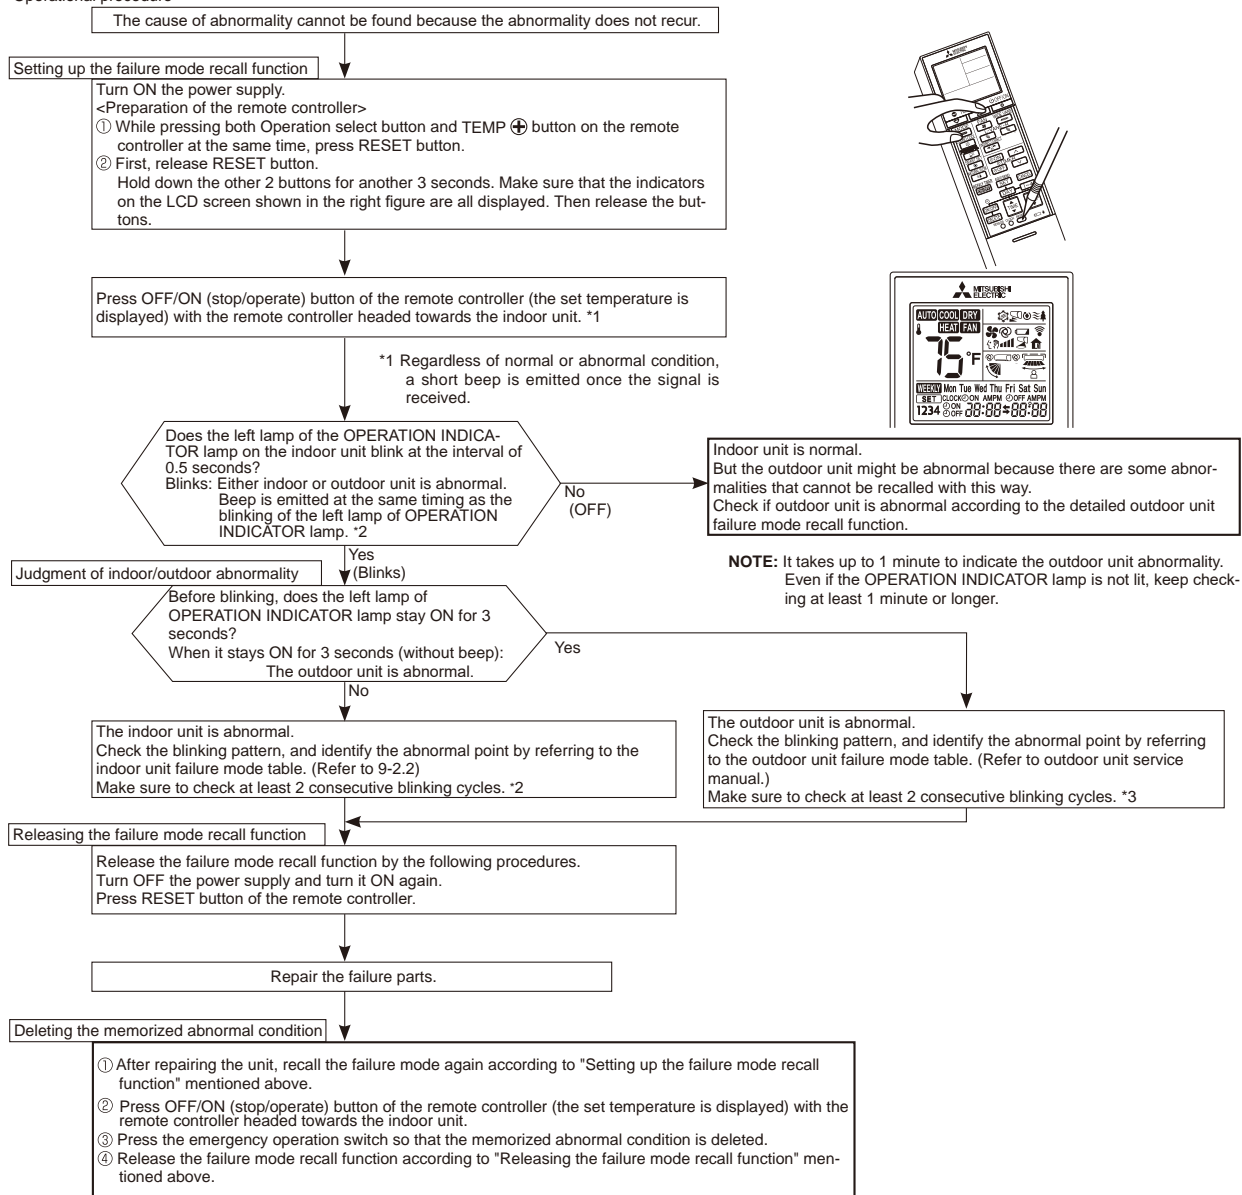 Operational procedure
The cause of abnormality cannot be found because the abnormality does not recur.
Setting up the failure mode recall function
Turn ON the power supply.
<Preparation of the remote controller>
① While pressing both Operation select button and TEMP ⊕ button on the remote
controller at the same time, press RESET button.
② First, release RESET button.
Hold down the other 2 buttons for another 3 seconds. Make sure that the indicators
on the LCD screen shown in the right figure are all displayed. Then release the but-
tons.
Press OFF/ON (stop/operate) button of the remote controller (the set temperature is
displayed) with the remote controller headed towards the indoor unit. *1
*1 Regardless of normal or abnormal condition,
a short beep is emitted once the signal is
received.
MITSUBISHI
ELECTRIC
AUTO COOL DRY
HEAT FAN
75°F
WEEKLY Mon Tue Wed Thu Fri Sat Sun
SET CLOCK ON AMPM OFF AMPM
1234 ON OFF 88:88 88:88
Does the left lamp of the OPERATION INDICA-
TOR lamp on the indoor unit blink at the interval of
0.5 seconds?
Blinks: Either indoor or outdoor unit is abnormal.
Beep is emitted at the same timing as the
blinking of the left lamp of OPERATION
INDICATOR lamp. *2
No
(OFF)
Indoor unit is normal.
But the outdoor unit might be abnormal because there are some abnor-
malities that cannot be recalled with this way.
Check if outdoor unit is abnormal according to the detailed outdoor unit
failure mode recall function.
NOTE: It takes up to 1 minute to indicate the outdoor unit abnormality.
Even if the OPERATION INDICATOR lamp is not lit, keep check-
ing at least 1 minute or longer.
Yes
(Blinks)
Judgment of indoor/outdoor abnormality
Before blinking, does the left lamp of
OPERATION INDICATOR lamp stay ON for 3
seconds?
When it stays ON for 3 seconds (without beep):
The outdoor unit is abnormal.
Yes
No
The indoor unit is abnormal.
Check the blinking pattern, and identify the abnormal point by referring to the
indoor unit failure mode table. (Refer to 9-2.2)
Make sure to check at least 2 consecutive blinking cycles. *2
The outdoor unit is abnormal.
Check the blinking pattern, and identify the abnormal point by referring
to the outdoor unit failure mode table. (Refer to outdoor unit service
manual.)
Make sure to check at least 2 consecutive blinking cycles. *3
Releasing the failure mode recall function
Release the failure mode recall function by the following procedures.
Turn OFF the power supply and turn it ON again.
Press RESET button of the remote controller.
Repair the failure parts.
Deleting the memorized abnormal condition
① After repairing the unit, recall the failure mode again according to "Setting up the failure mode recall
function" mentioned above.
② Press OFF/ON (stop/operate) button of the remote controller (the set temperature is displayed) with the
remote controller headed towards the indoor unit.
③ Press the emergency operation switch so that the memorized abnormal condition is deleted.
④ Release the failure mode recall function according to "Releasing the failure mode recall function" men-
tioned above.